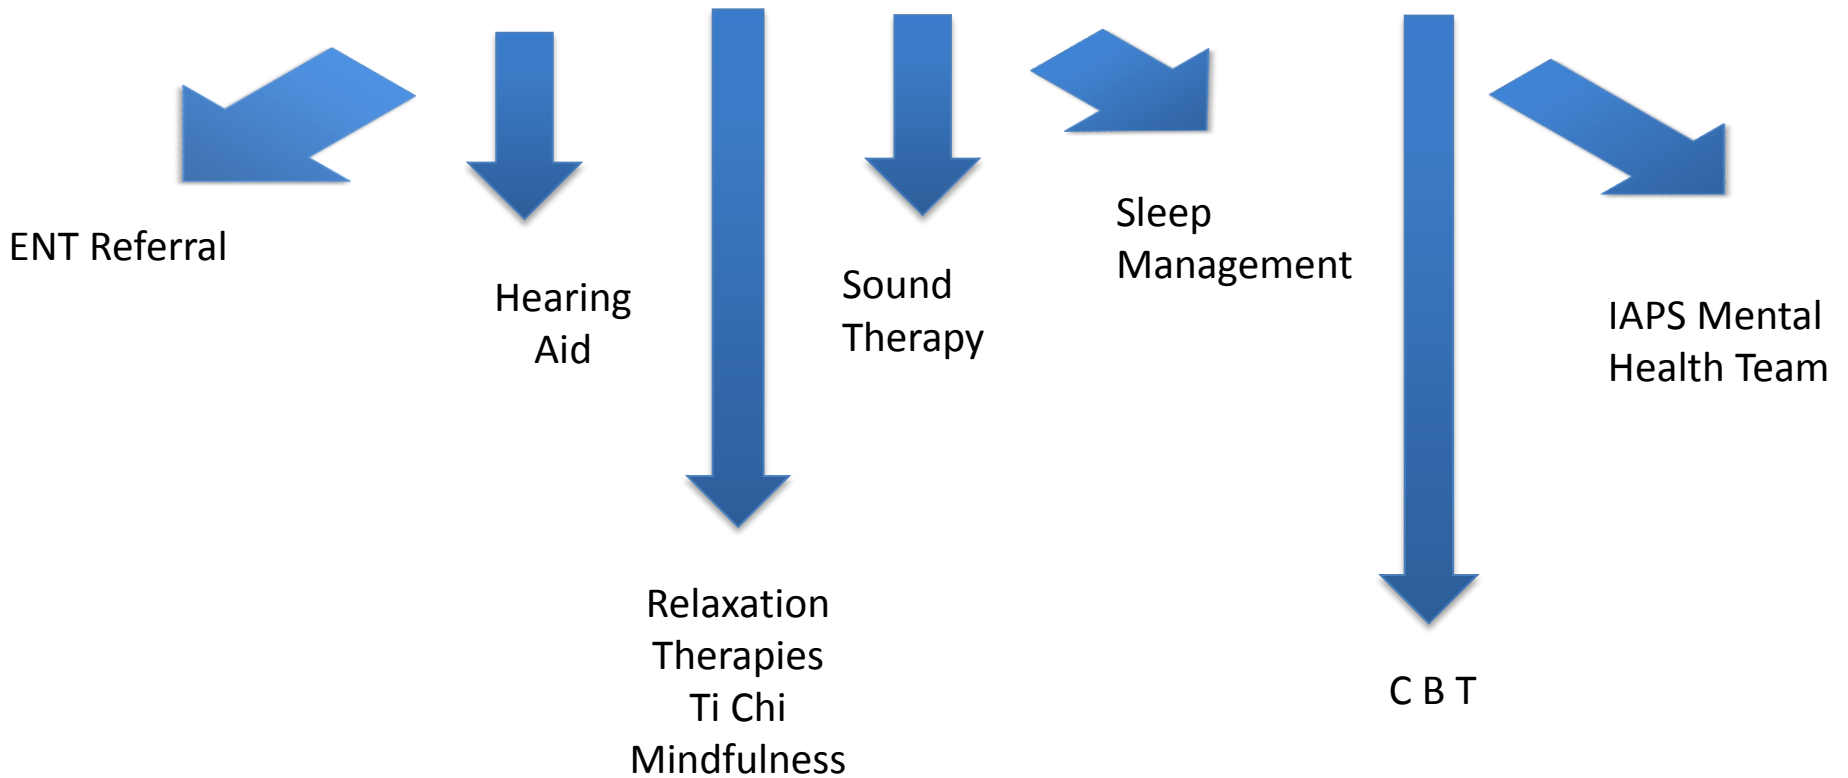 ENT Referral
Hearing
Aid
Relaxation
Therapies
Ti Chi
Mindfulness
Sound
Therapy
Sleep
Management
C B T
IAPS Mental
Health Team